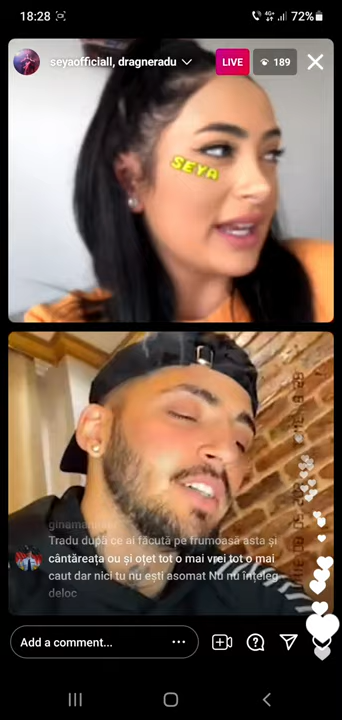 18:28
4G+
72%
seyaofficiall, dragneradu
LIVE
189
SEYA
Tradu după ce ai făcută pe frumoasă asta și
cântăreața ou și oțet tot o mai vrei tot o mai
caut dar nici tu nu ești asomat Nu nu înțeleg
deloc
Add a comment...